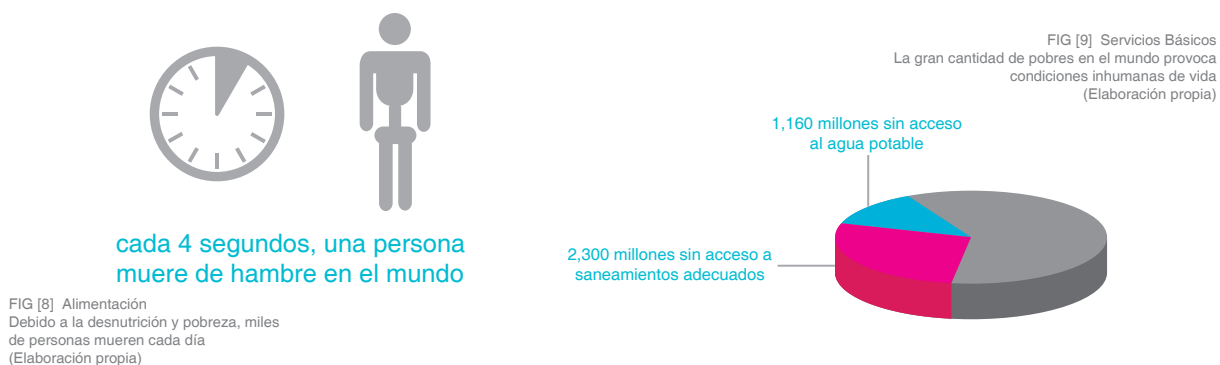 cada 4 segundos, una persona
muere de hambre en el mundo
FIG [8] Alimentación
Debido a la desnutrición y pobreza, miles
de personas mueren cada día
(Elaboración propia)
FIG [9] Servicios Básicos
La gran cantidad de pobres en el mundo provoca
condiciones inhumanas de vida
(Elaboración propia)
1,160 millones sin acceso
al agua potable
2,300 millones sin acceso a
saneamientos adecuados